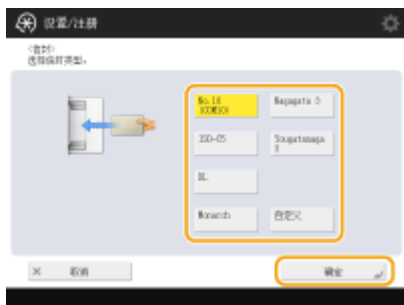 设置/注册
<信封>
选择信封类型。
No.10
(COM10)
Nagagata 3
ISO-C5
Yougatanaga
3
DL
Monarch
自定义
× 取消
确定